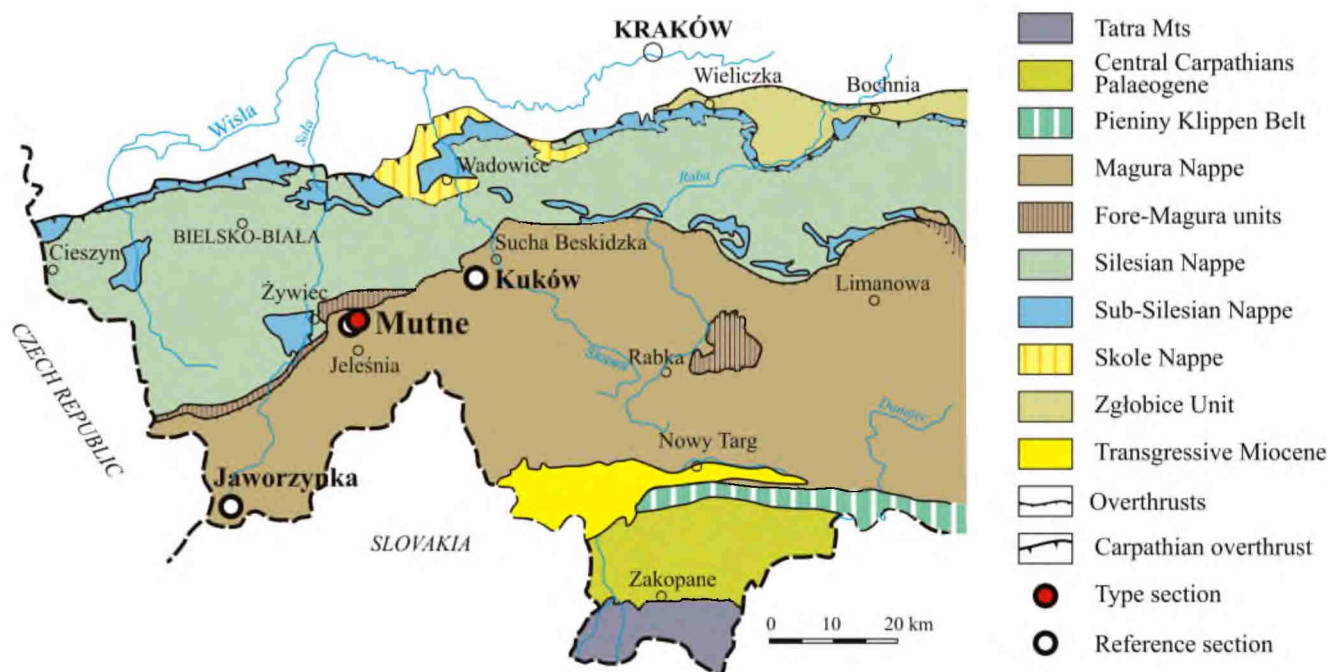 KRAKÓW
Wieliczka
Bochnia
Wisła
Soła
Wadowice
Raba
Cieszyn
BIELSKO-BIAŁA
Sucha Beskidzka
Kuków
Limanowa
Żywiec
Mutne
Jeleśnia
Skawa
Rabka
Dunajec
CZECH REPUBLIC
Nowy Targ
Jaworzynka
SLOVAKIA
Zakopane
0 10 20 km
Tatra Mts
Central Carpathians
Palaeogene
Pieniny Klippen Belt
Magura Nappe
Fore-Magura units
Silesian Nappe
Sub-Silesian Nappe
Skole Nappe
Zgłobice Unit
Transgressive Miocene
Overthrusts
Carpathian overthrust
Type section
Reference section